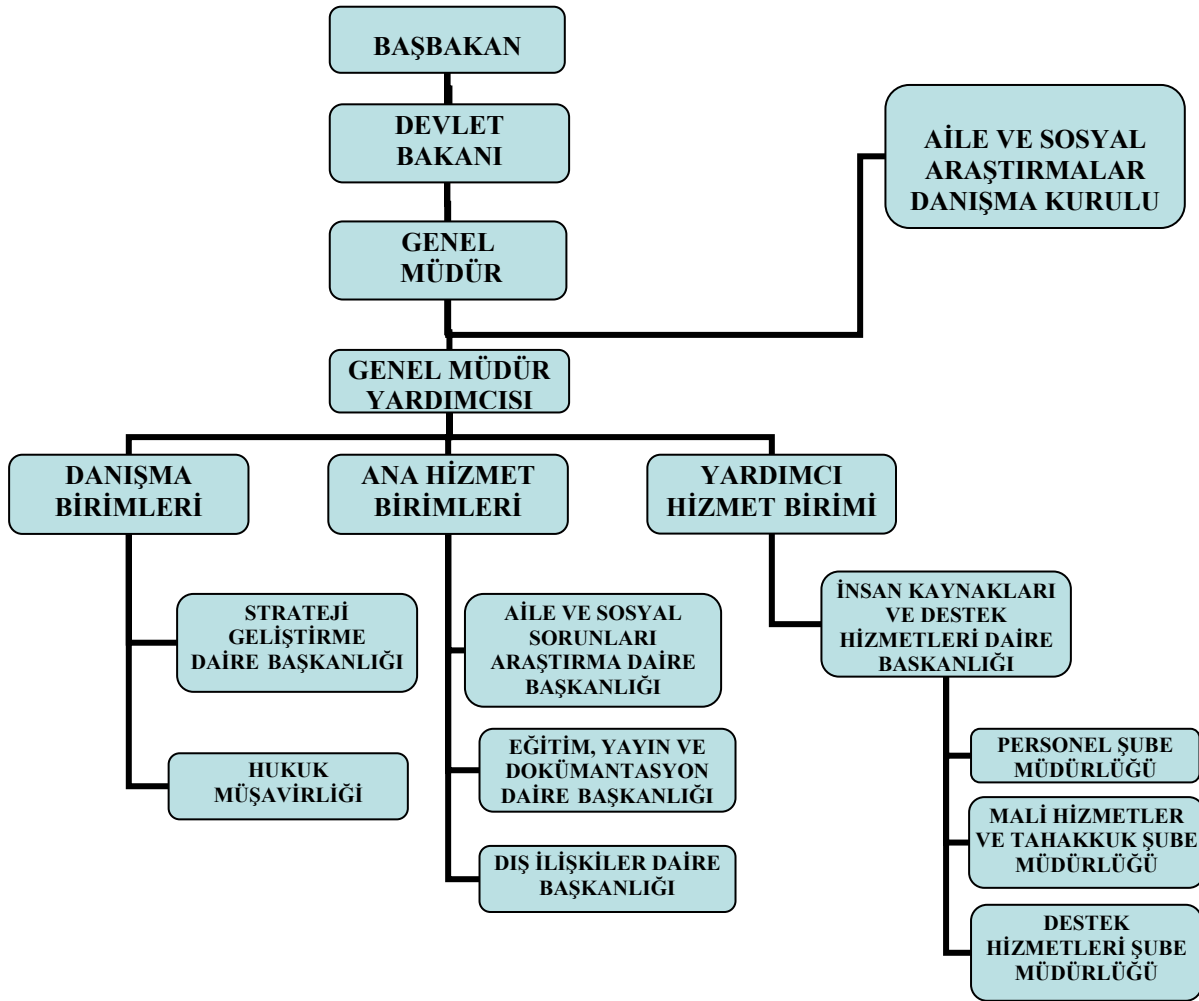 BAŞBAKAN
DEVLET
BAKANI
AİLE VE SOSYAL
ARAŞTIRMALAR
DANIŞMA KURULU
GENEL
MÜDÜR
GENEL MÜDÜR
YARDIMCISI
DANIŞMA
BİRİMLERİ
ANA HİZMET
BİRİMLERİ
YARDIMCI
HİZMET BİRİMİ
STRATEJİ
GELİŞTİRME
DAİRE BAŞKANLIĞI
HUKUK
MÜŞAVİRLİĞİ
AİLE VE SOSYAL
SORUNLARI
ARAŞTIRMA DAİRE
BAŞKANLIĞI
EĞİTİM, YAYIN VE
DOKÜMANTASYON
DAİRE BAŞKANLIĞI
DIŞ İLİŞKİLER DAİRE
BAŞKANLIĞI
İNSAN KAYNAKLARI
VE DESTEK
HİZMETLERİ DAİRE
BASKANLIĞI
PERSONEL ŞUBE
MÜDÜRLÜĞÜ
MALİ HİZMETLER
VE TAHAKKUK ŞUBE
MÜDÜRLÜĞÜ
DESTEK
HİZMETLERİ ŞUBE
MÜDÜRLÜĞÜ